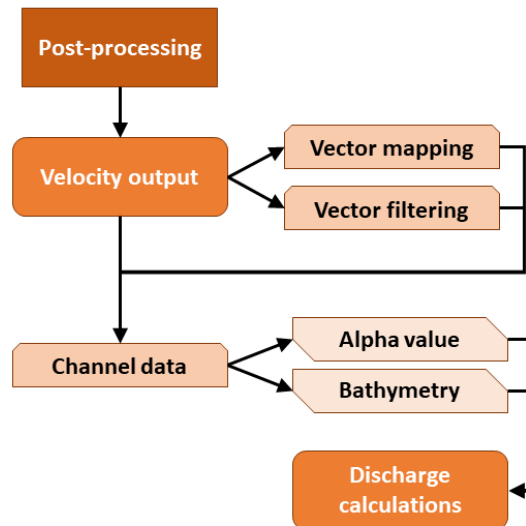 Post-processing
Velocity output
Vector mapping
Vector filtering
Channel data
Alpha value
Bathymetry
Discharge
calculations